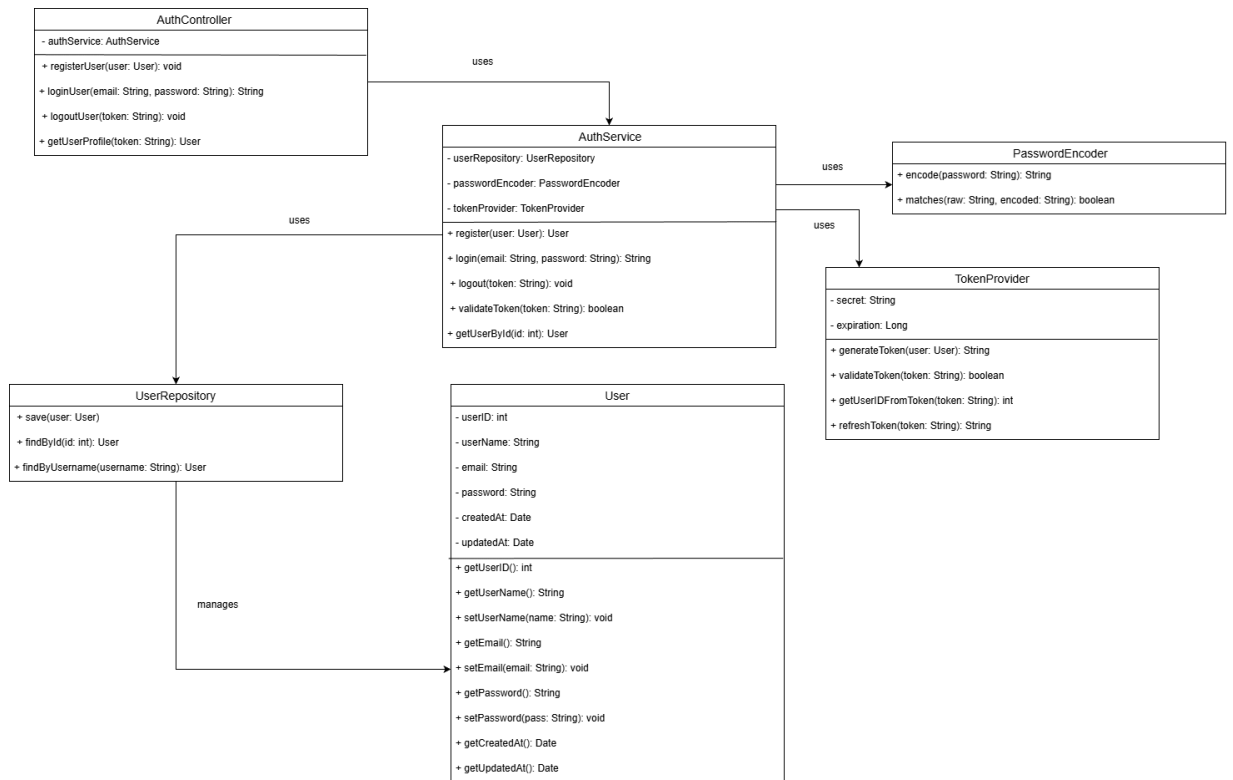 AuthController
- authService: AuthService
+ registerUser(user: User): void
+ loginUser(email: String, password: String): String
+ logoutUser(token: String): void
+ getUserProfile(token: String): User
uses
AuthService
- userRepository: UserRepository
- passwordEncoder: PasswordEncoder
- tokenProvider: TokenProvider
+ register(user: User): User
+ login(email: String, password: String): String
+ logout(token: String): void
+ validateToken(token: String): boolean
+ getUserById(id: int): User
uses
PasswordEncoder
+ encode(password: String): String
+ matches(raw: String, encoded: String): boolean
uses
TokenProvider
- secret: String
- expiration: Long
+ generateToken(user: User): String
+ validateToken(token: String): boolean
+ getUserIDFromToken(token: String): int
+ refreshToken(token: String): String
uses
UserRepository
+ save(user: User)
+ findById(id: int): User
+ findByUsername(username: String): User
manages
User
- userID: int
- userName: String
- email: String
- password: String
- createdAt: Date
- updatedAt: Date
+ getUserID(): int
+ getUserName(): String
+ setUserName(name: String): void
+ getEmail(): String
+ setEmail(email: String): void
+ getPassword(): String
+ setPassword(pass: String): void
+ getCreatedAt(): Date
+ getUpdatedAt(): Date